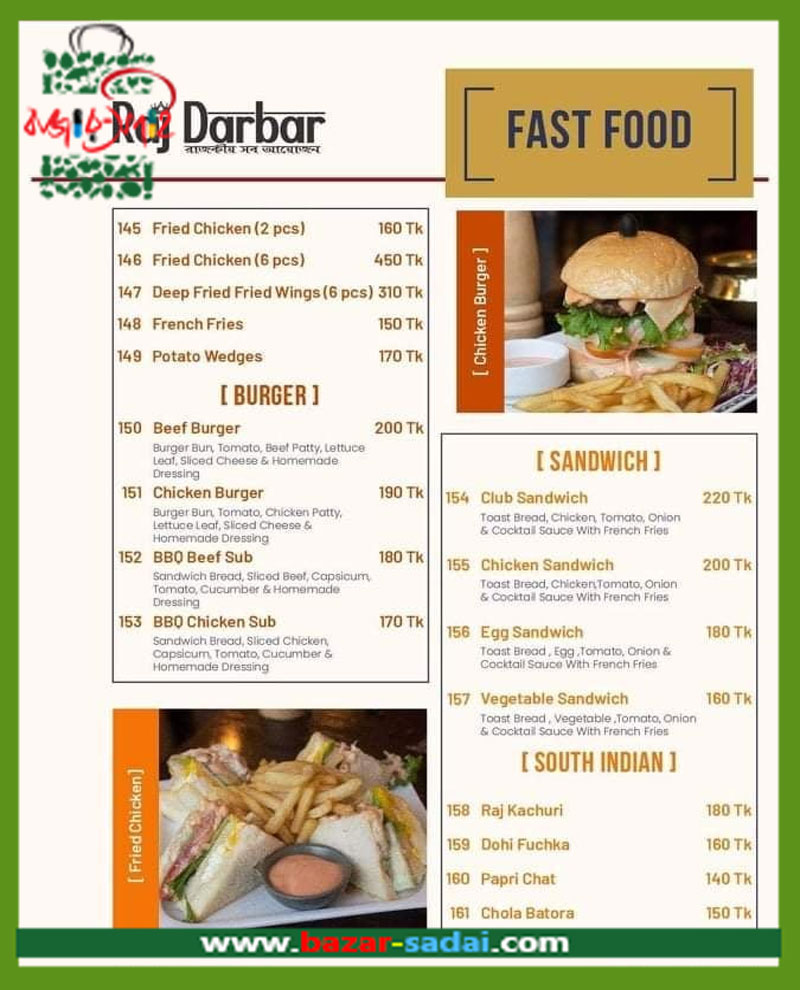 Raj Darbar
রাজকীয় সব আয়োজন
FAST FOOD
145 Fried Chicken (2 pcs) 160 Tk
146 Fried Chicken (6 pcs) 450 Tk
147 Deep Fried Fried Wings (6 pcs) 310 Tk
148 French Fries 150 Tk
149 Potato Wedges 170 Tk
[ BURGER ]
150 Beef Burger 200 Tk
Burger Bun, Tomato, Beef Patty, Lettuce
Leaf, Sliced Cheese & Homemade
Dressing
151 Chicken Burger 190 Tk
Burger Bun, Tomato, Chicken Patty,
Lettuce Leaf, Sliced Cheese &
Homemade Dressing
152 BBQ Beef Sub 180 Tk
Sandwich Bread, Sliced Beef, Capsicum,
Tomato, Cucumber & Homemade
Dressing
153 BBQ Chicken Sub 170 Tk
Sandwich Bread, Sliced Chicken,
Capsicum, Tomato, Cucumber &
Homemade Dressing
[ Fried Chicken]
[ Chicken Burger ]
[ SANDWICH ]
154 Club Sandwich 220 Tk
Toast Bread, Chicken, Tomato, Onion
& Cocktail Sauce With French Fries
155 Chicken Sandwich 200 Tk
Toast Bread, Chicken,Tomato, Onion
& Cocktail Sauce With French Fries
156 Egg Sandwich 180 Tk
Toast Bread , Egg ,Tomato, Onion &
Cocktail Sauce With French Fries
157 Vegetable Sandwich 160 Tk
Toast Bread , Vegetable ,Tomato, Onion
& Cocktail Sauce With French Fries
[ SOUTH INDIAN ]
158 Raj Kachuri 180 Tk
159 Dohi Fuchka 160 Tk
160 Papri Chat 140 Tk
161 Chola Batora 150 Tk
www.bazar-sadai.com